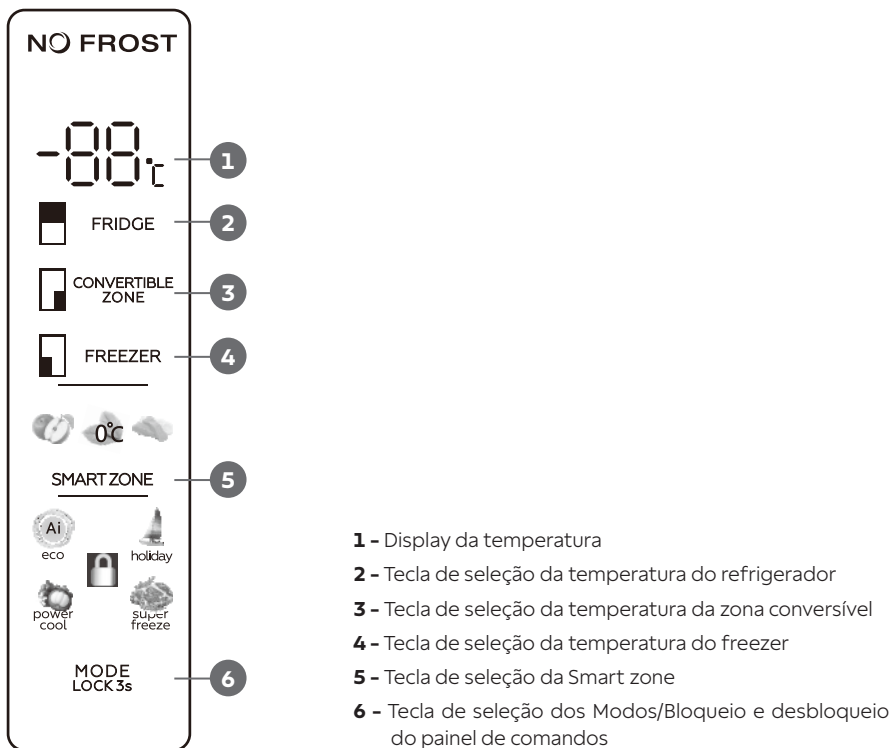 NO FROST
-88°C
1
FRIDGE
2
CONVERTIBLE
ZONE
3
FREEZER
4
0°C
SMART ZONE
5
Ai
eco
holiday
power
cool
super
freeze
MODE
LOCK 3s
6
1 - Display da temperatura
2 - Tecla de seleção da temperatura do refrigerador
3 - Tecla de seleção da temperatura da zona conversível
4 - Tecla de seleção da temperatura do freezer
5 - Tecla de seleção da Smart zone
6 - Tecla de seleção dos Modos/Bloqueio e desbloqueio
do painel de comandos